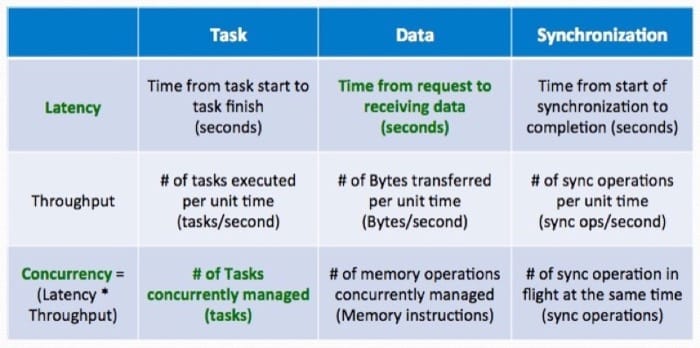 Task Data Synchronization
Latency
Time from task start to
task finish
(seconds)
Time from request to
receiving data
(seconds)
Time from start of
synchronization to
completion (seconds)
Throughput
# of tasks executed
per unit time
(tasks/second)
# of Bytes transferred
per unit time
(Bytes/second)
# of sync operations
per unit time
(sync ops/second)
Concurrency =
(Latency *
Throughput)
# of Tasks
concurrently managed
(tasks)
# of memory operations
concurrently managed
(Memory instructions)
# of sync operation in
flight at the same time
(sync operations)